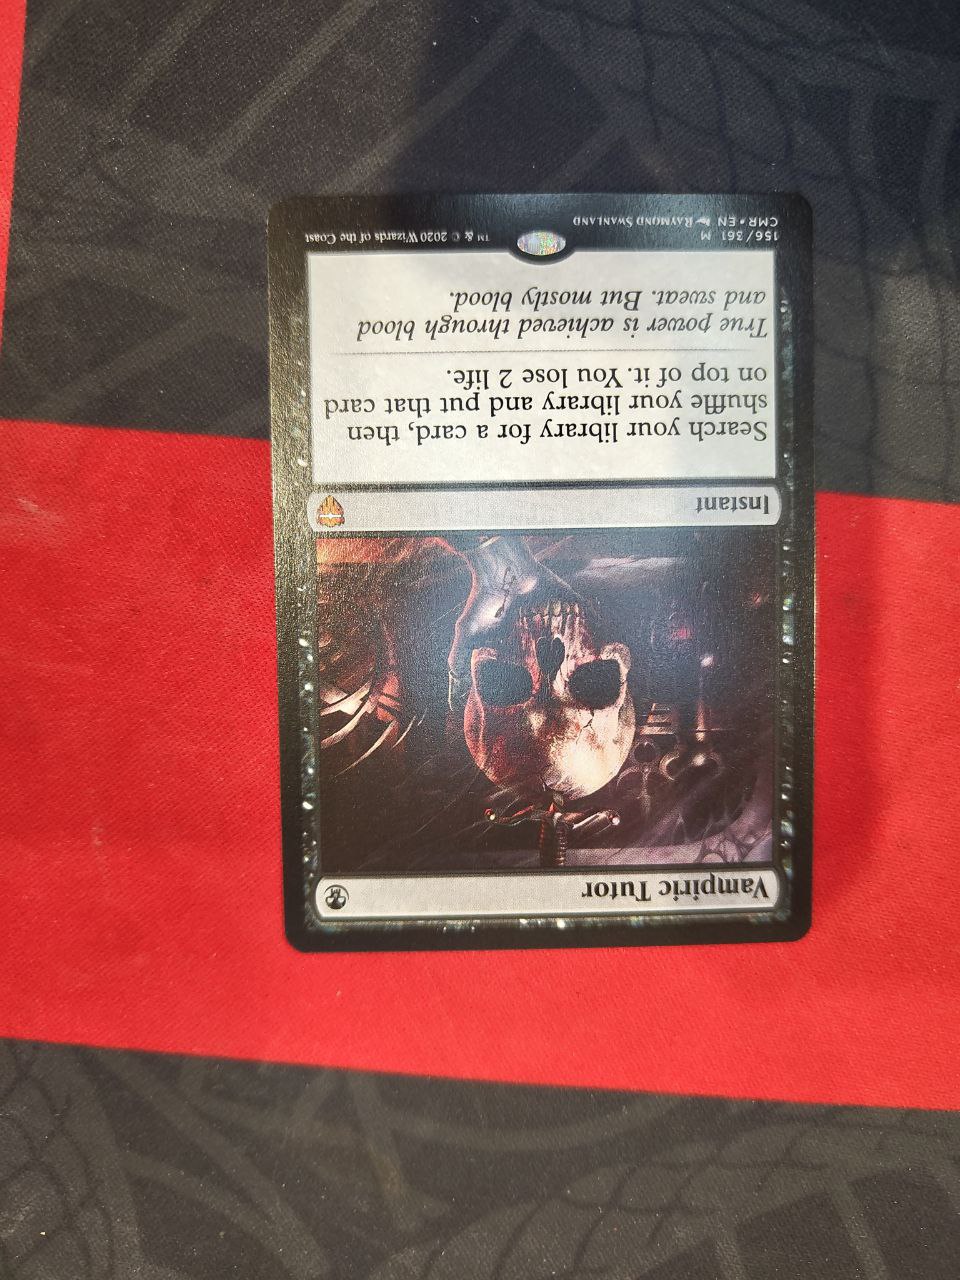 Vampiric Tutor
Instant
Search your library for a card, then
shuffle your library and put that card
on top of it. You lose 2 life.
True power is achieved through blood
and sweat. But mostly blood.
156/361 M
CMR • EN Raymond Swanland
™ & © 2020 Wizards of the Coast